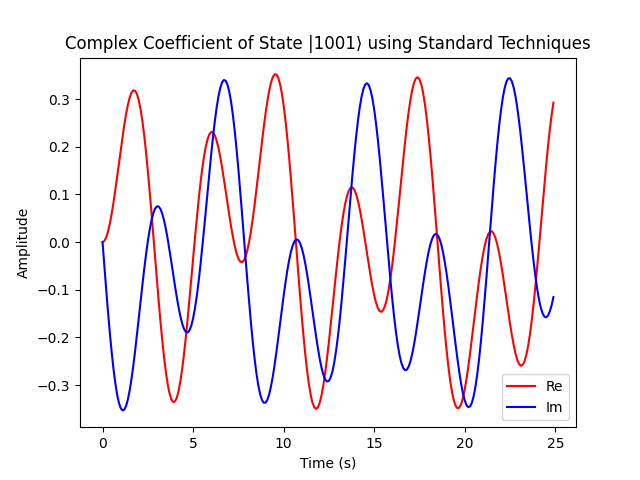 Complex Coefficient of State |1001⟩ using Standard Techniques
Amplitude
0.3
0.2
0.1
0.0
−0.1
−0.2
−0.3
0 5 10 15 20 25
Time (s)
Re
Im